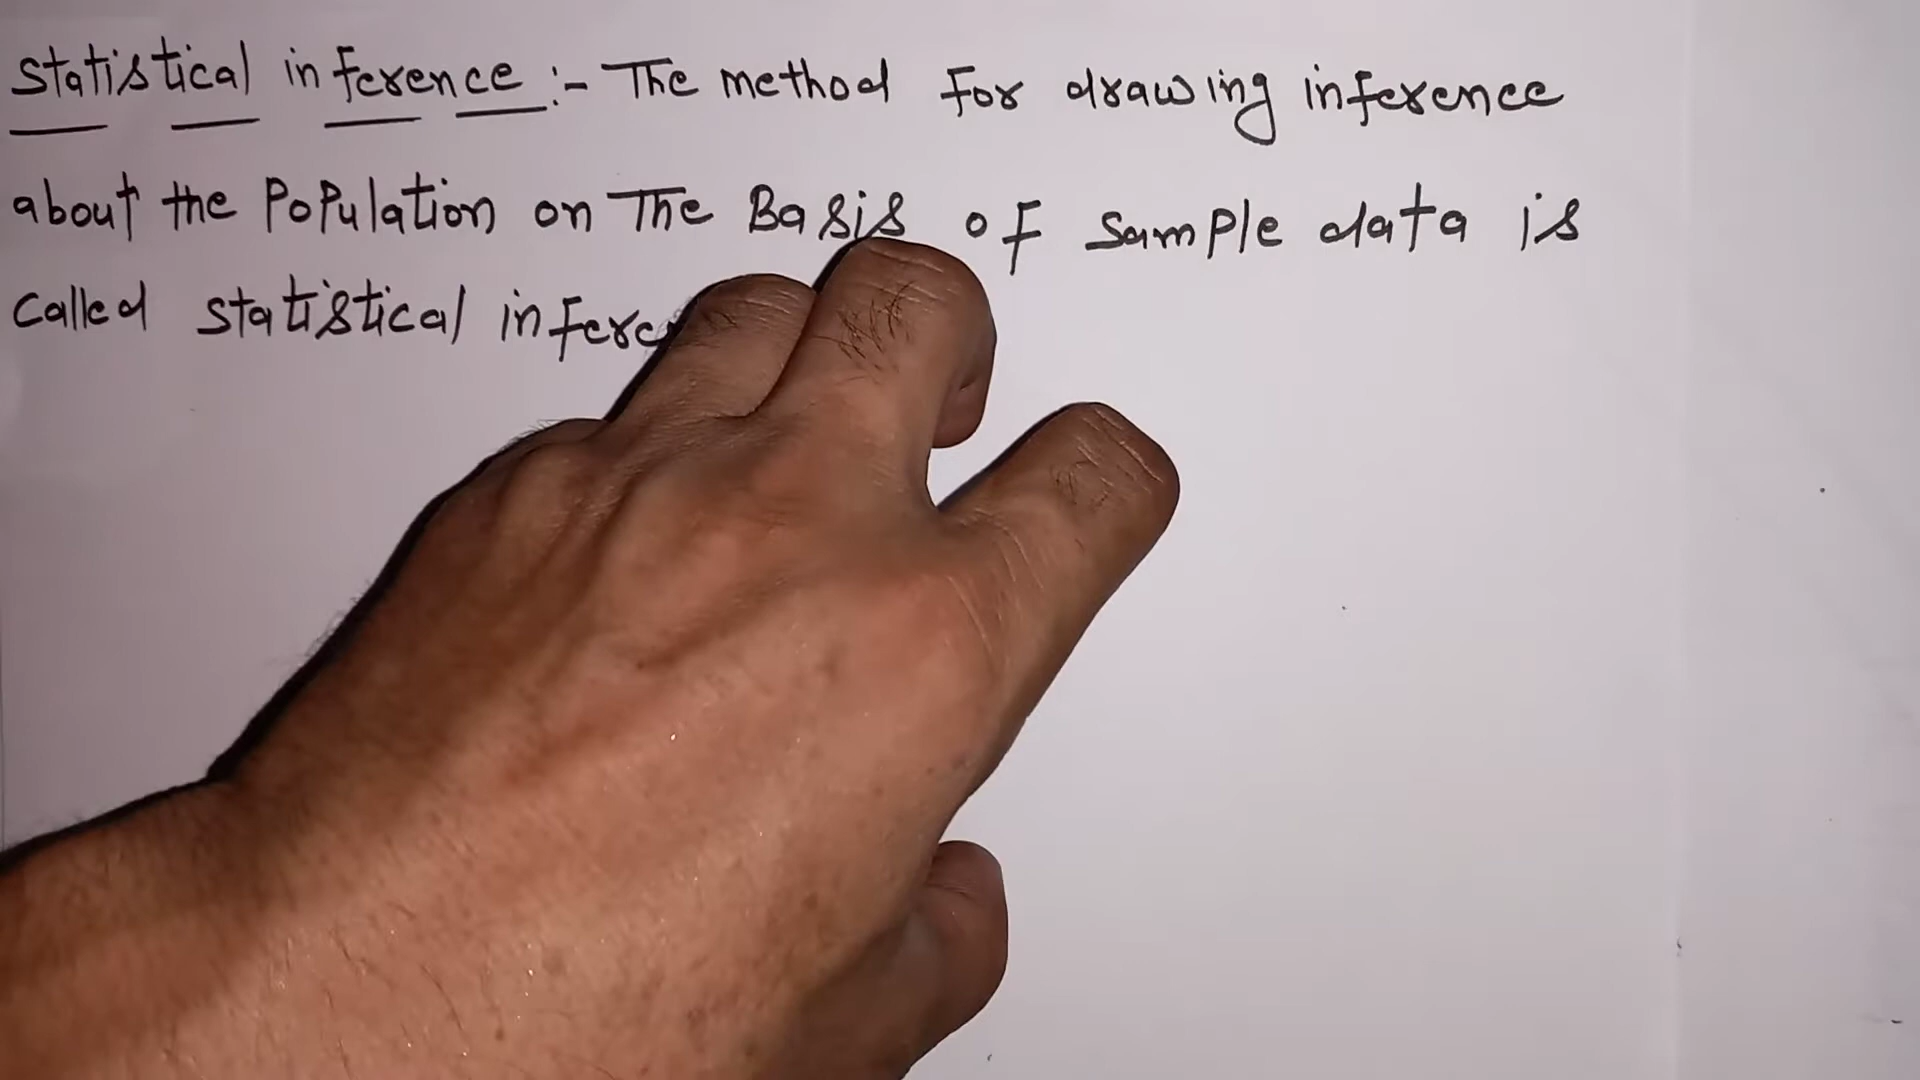 Statistical inference :- The method For drawing inference
about the Population on The Basis of Sample data is
Called Statistical